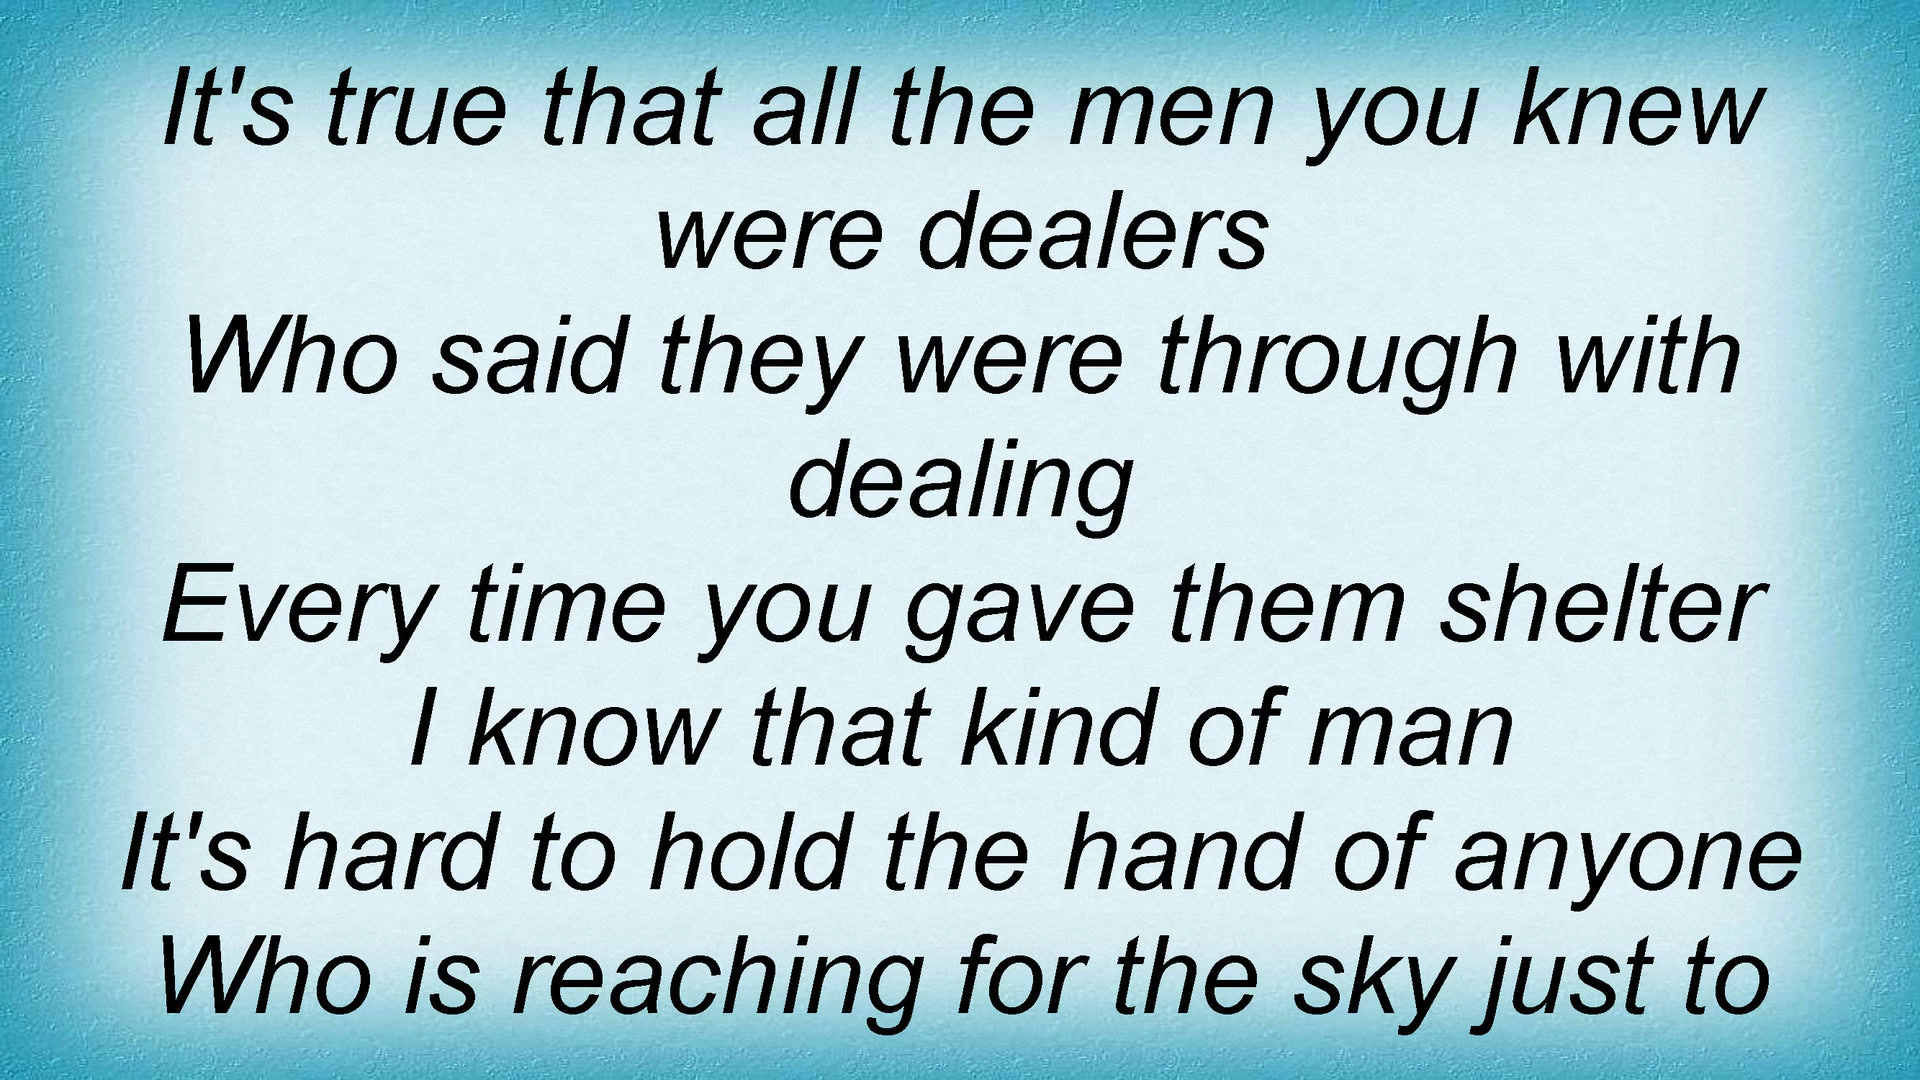 It's true that all the men you knew
were dealers
Who said they were through with
dealing
Every time you gave them shelter
I know that kind of man
It's hard to hold the hand of anyone
Who is reaching for the sky just to